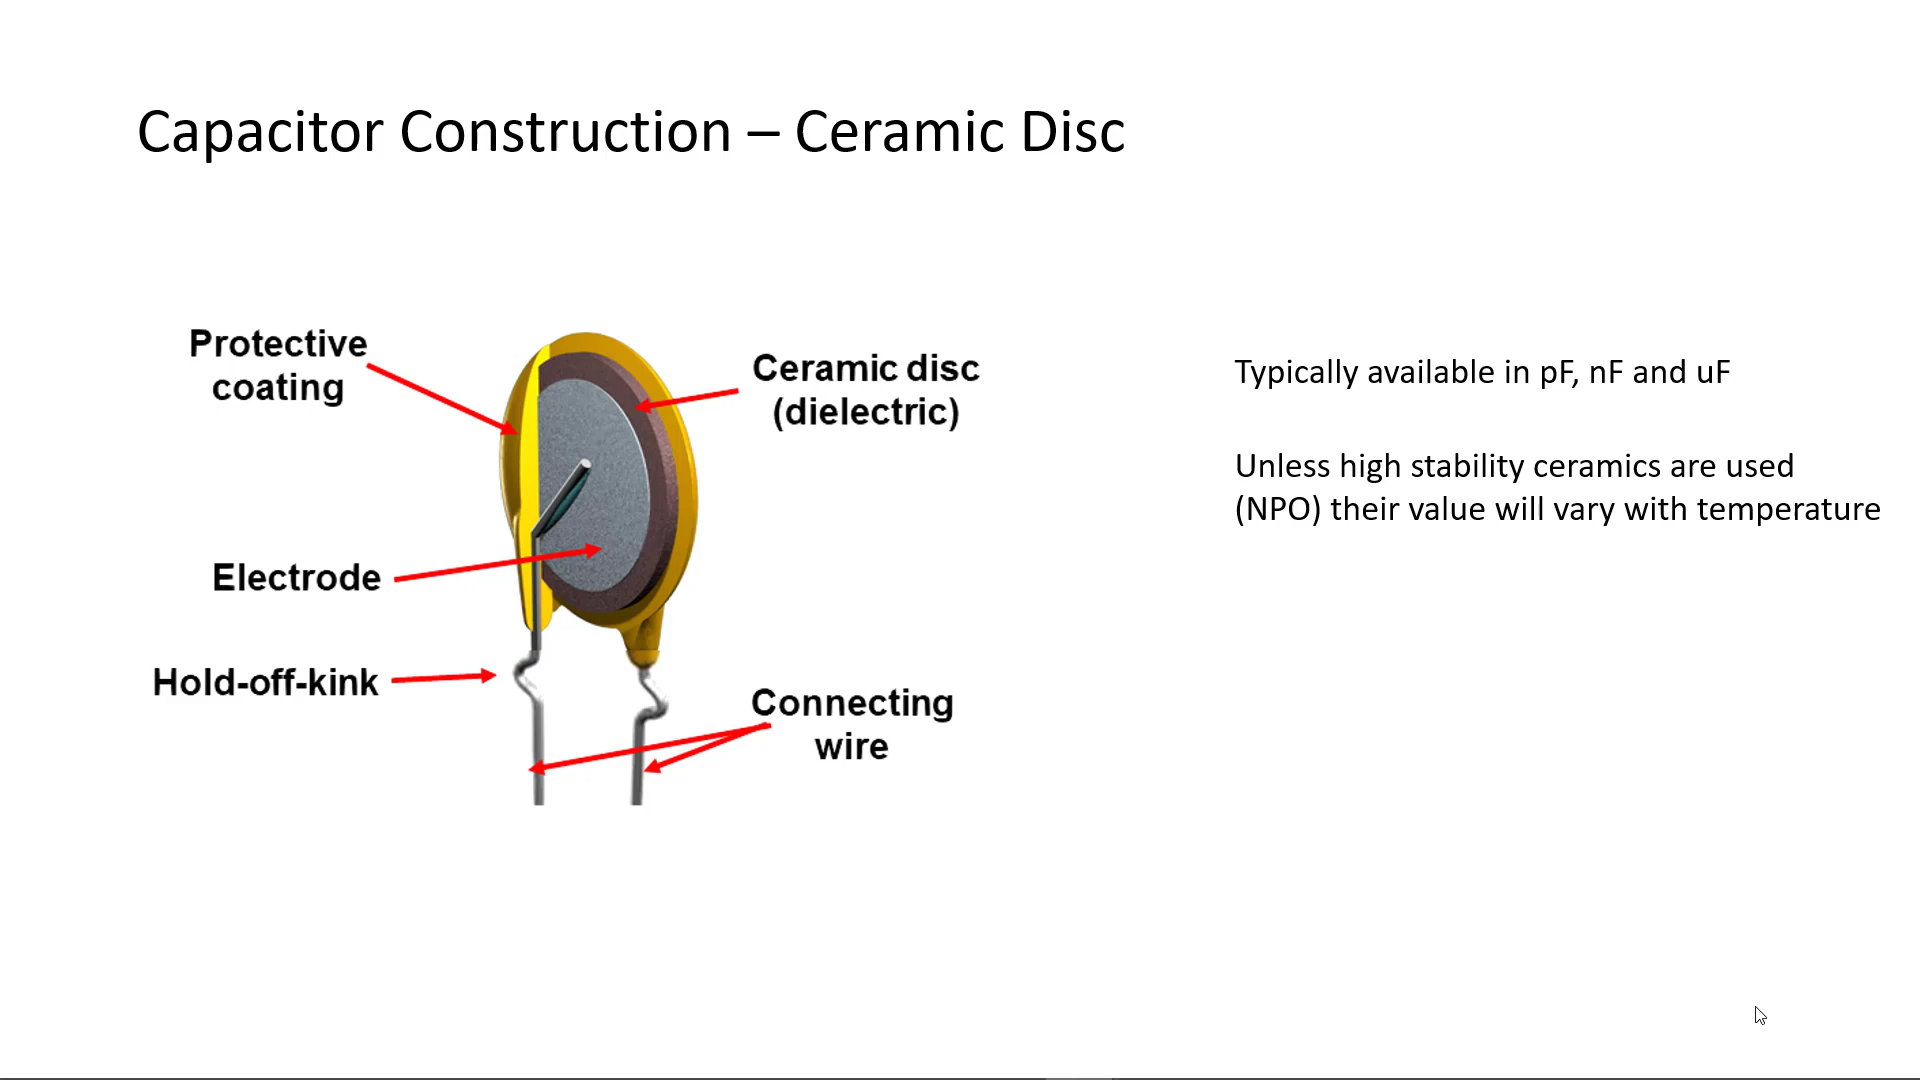 Capacitor Construction – Ceramic Disc
Protective
coating
Ceramic disc
(dielectric)
Electrode
Hold-off-kink
Connecting
wire
Typically available in pF, nF and uF
Unless high stability ceramics are used
(NPO) their value will vary with temperature